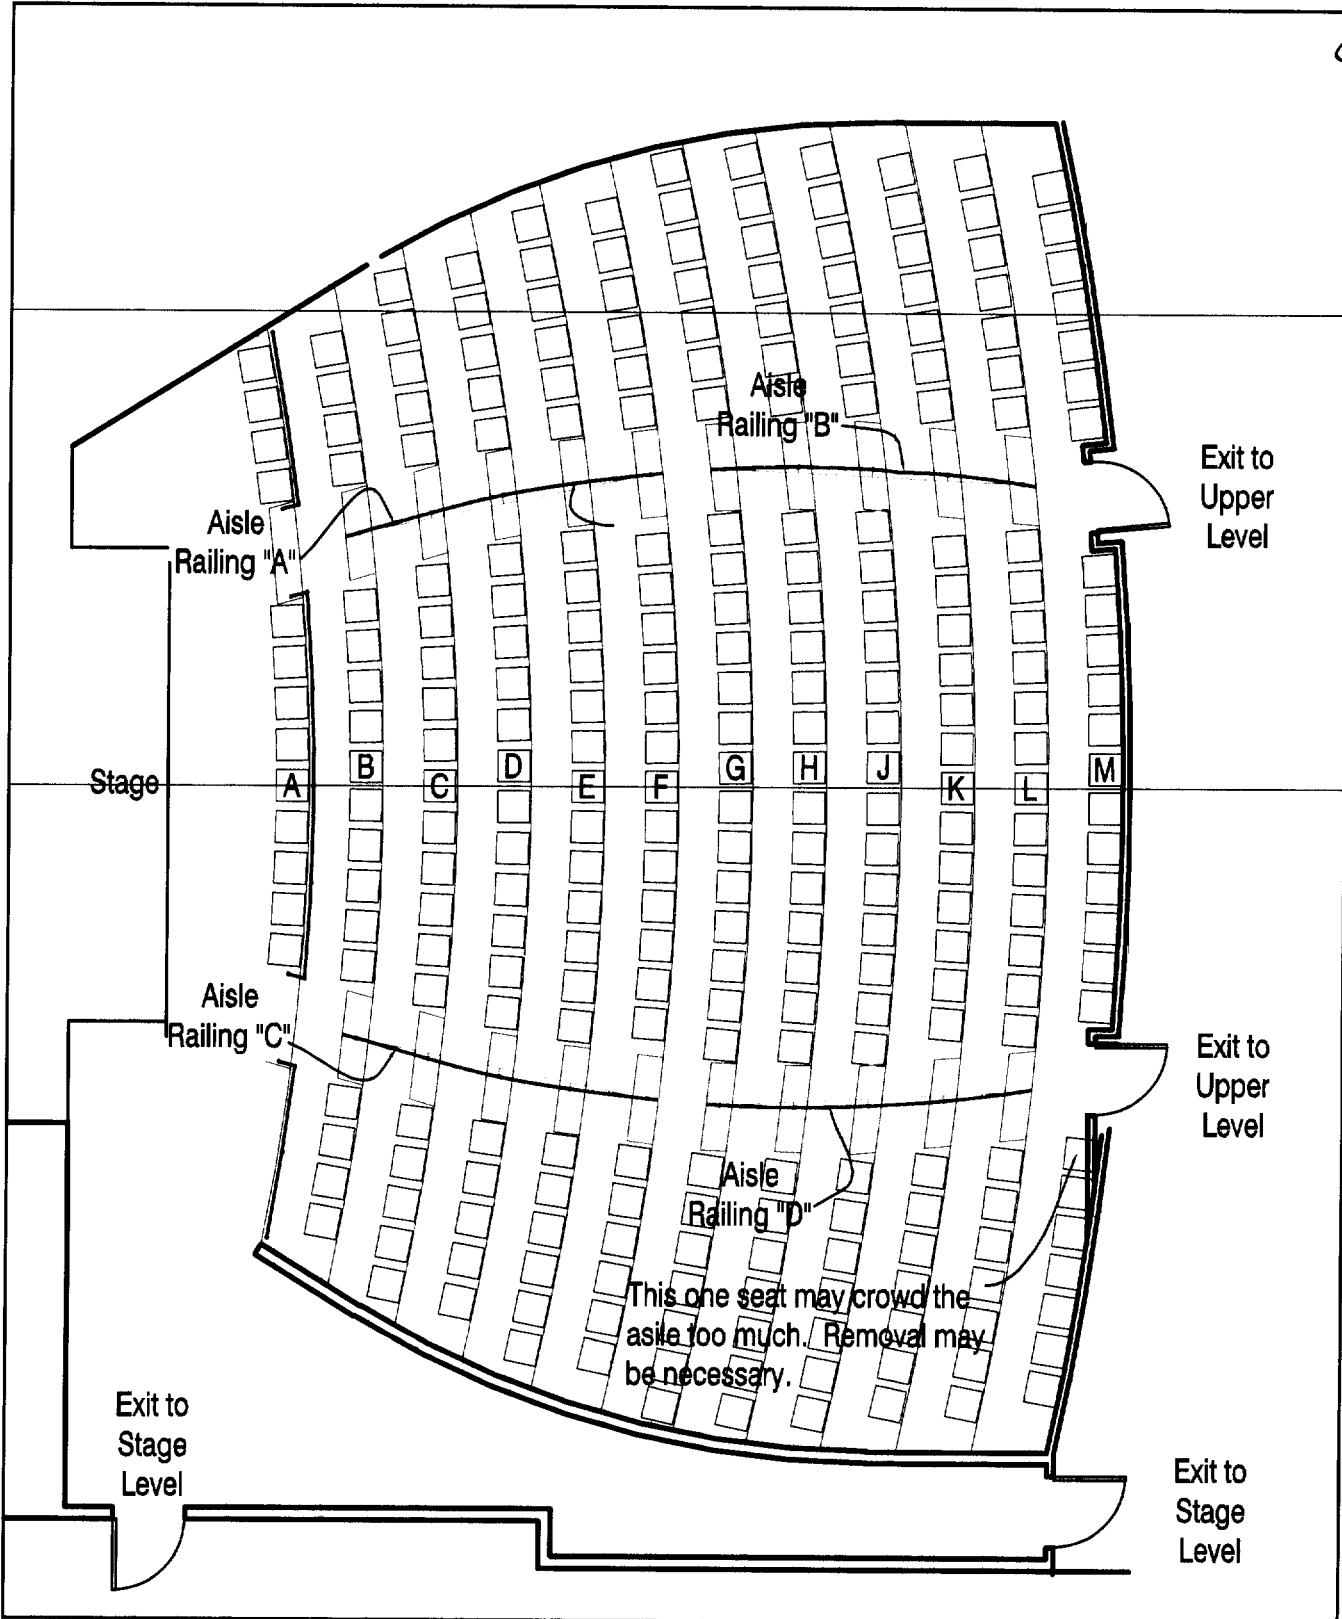 Aisle
Railing "B"
Exit to
Upper
Level
Aisle
Railing "A"
Stage
A
B
C
D
E
F
G
H
J
K
L
M
Aisle
Railing "C"
Exit to
Upper
Level
Aisle
Railing "D"
This one seat may crowd the
asile too much. Removal may
be necessary.
Exit to
Stage
Level
Exit to
Stage
Level